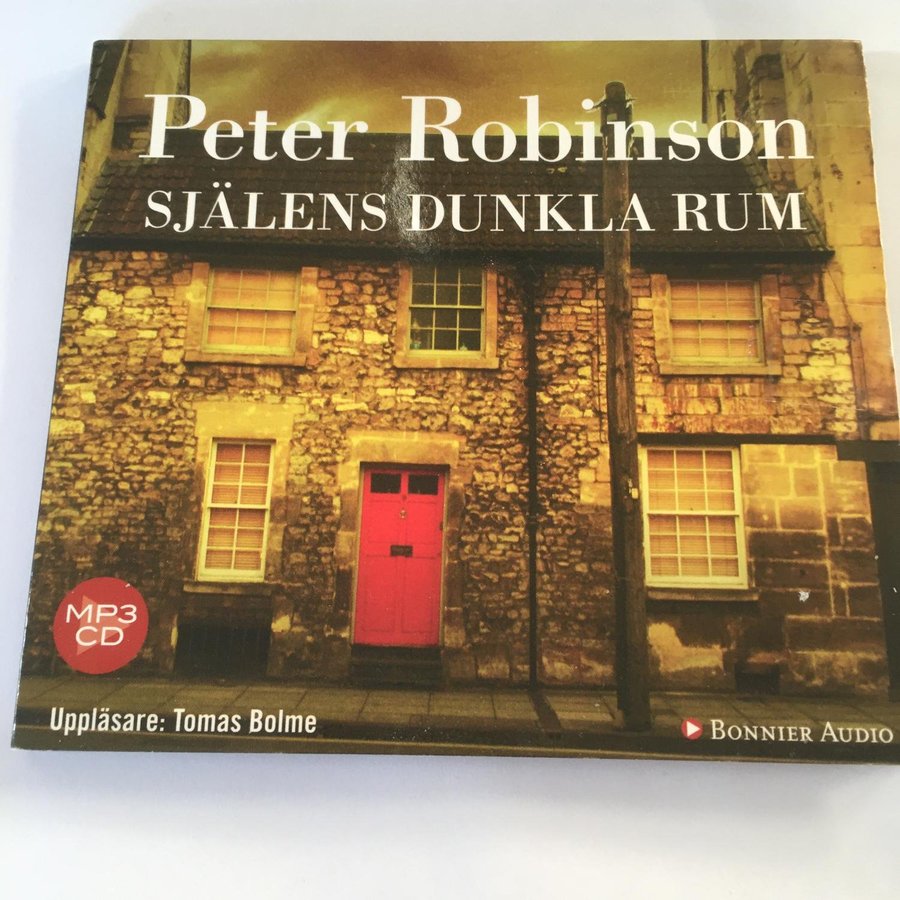 Peter Robinson
SJÄLENS DUNKLA RUM
MP3
CD
Uppläsare: Tomas Bolme
BONNIER AUDIO